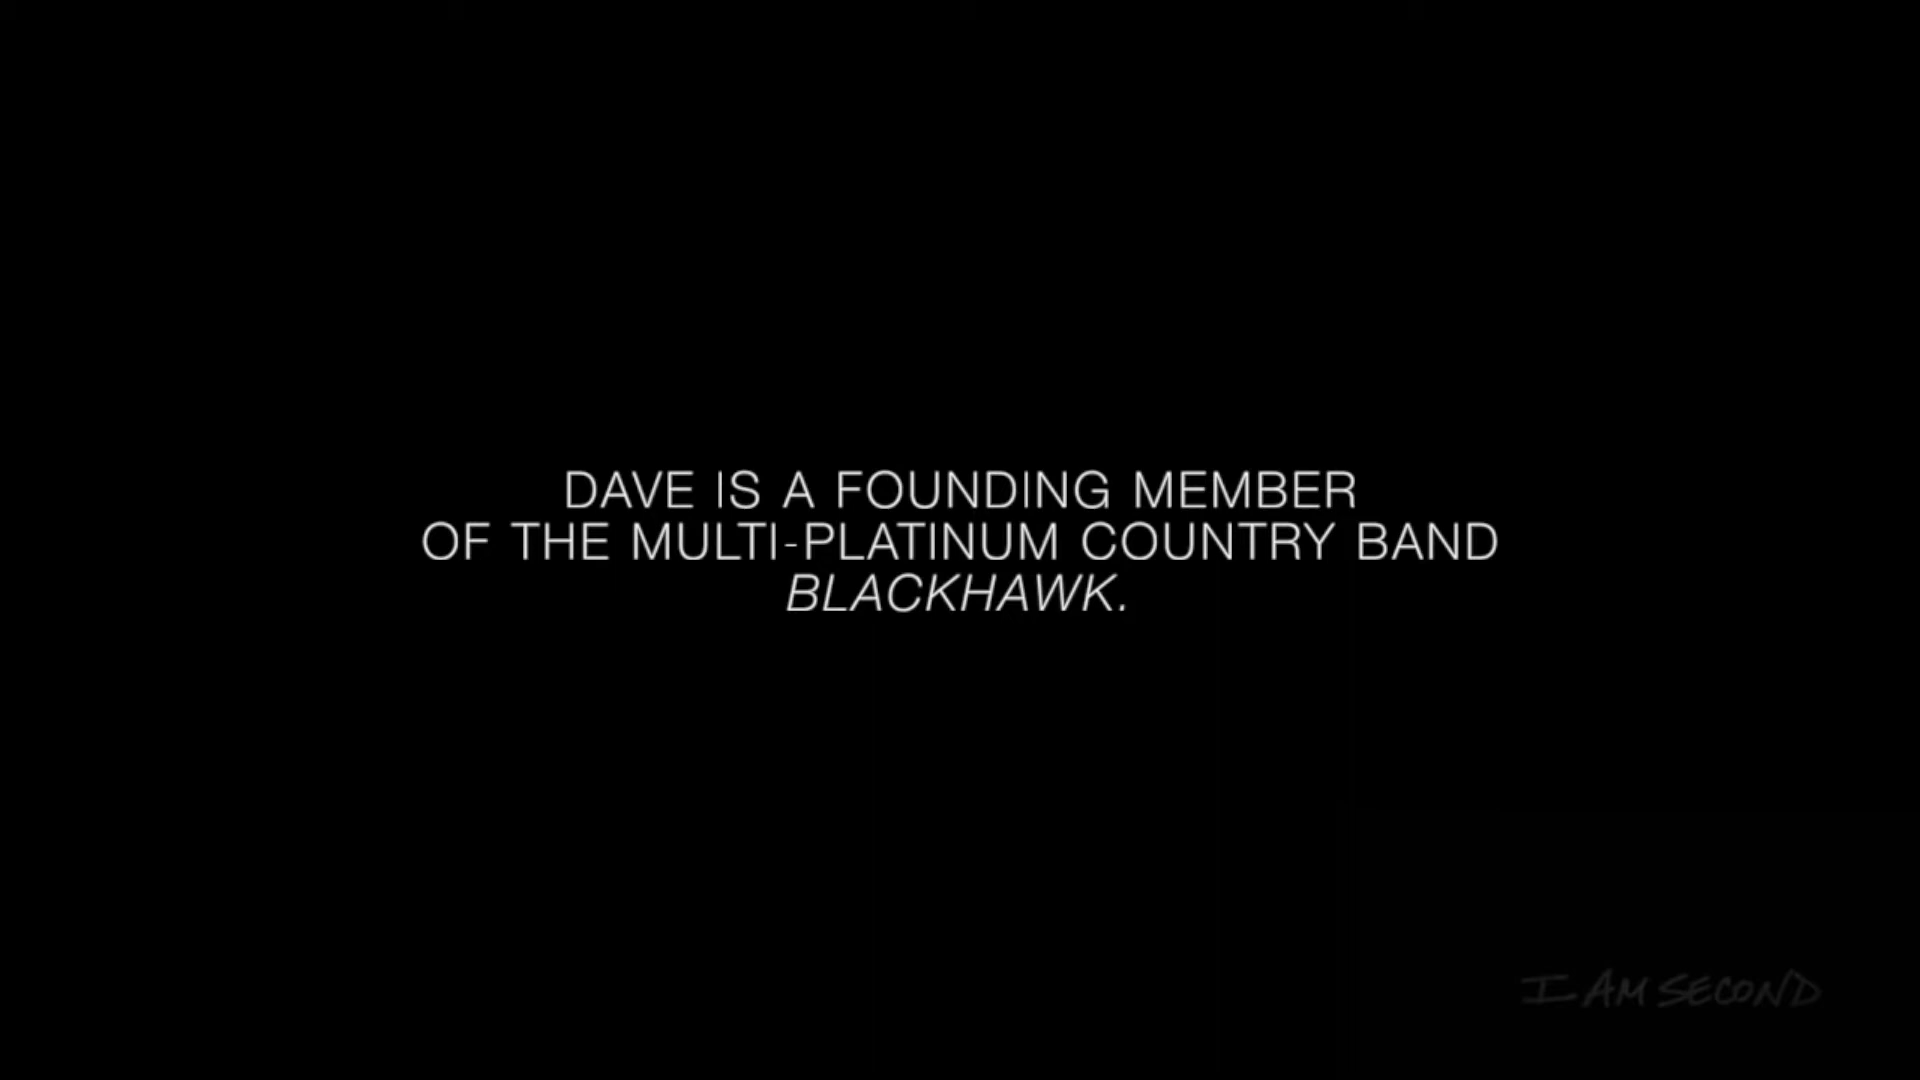 DAVE IS A FOUNDING MEMBER
OF THE MULTI-PLATINUM COUNTRY BAND
BLACKHAWK.
I AM SECOND